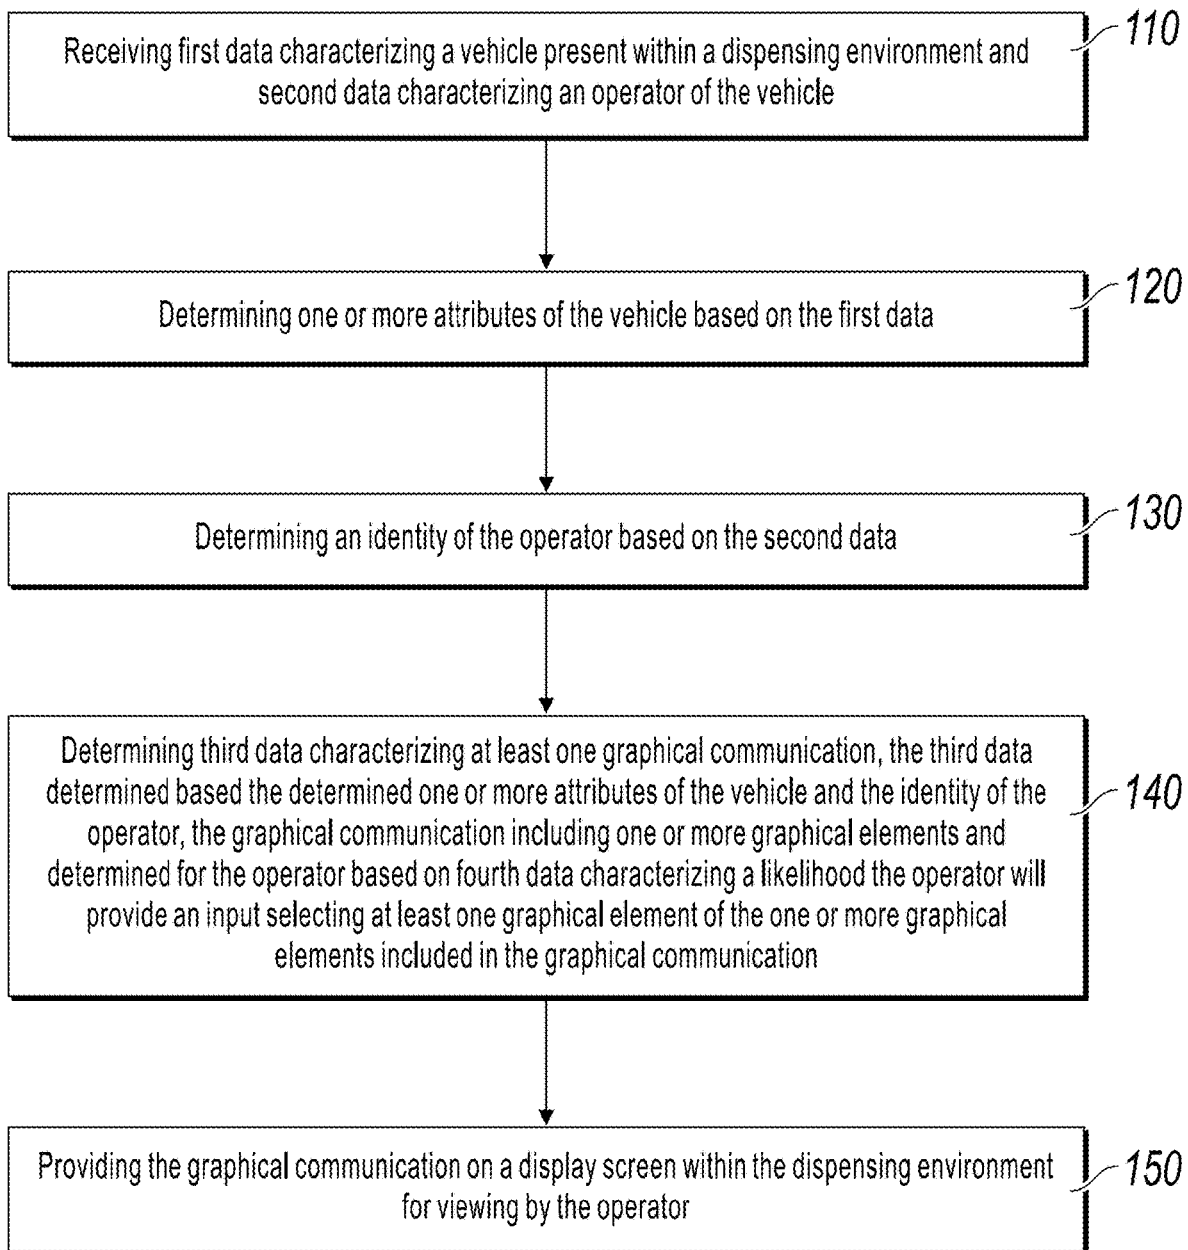 Receiving first data characterizing a vehicle present within a dispensing environment and
second data characterizing an operator of the vehicle
110
Determining one or more attributes of the vehicle based on the first data
120
Determining an identity of the operator based on the second data
130
Determining third data characterizing at least one graphical communication, the third data
determined based the determined one or more attributes of the vehicle and the identity of the
operator, the graphical communication including one or more graphical elements and
determined for the operator based on fourth data characterizing a likelihood the operator will
provide an input selecting at least one graphical element of the one or more graphical
elements included in the graphical communication
140
Providing the graphical communication on a display screen within the dispensing environment
for viewing by the operator
150